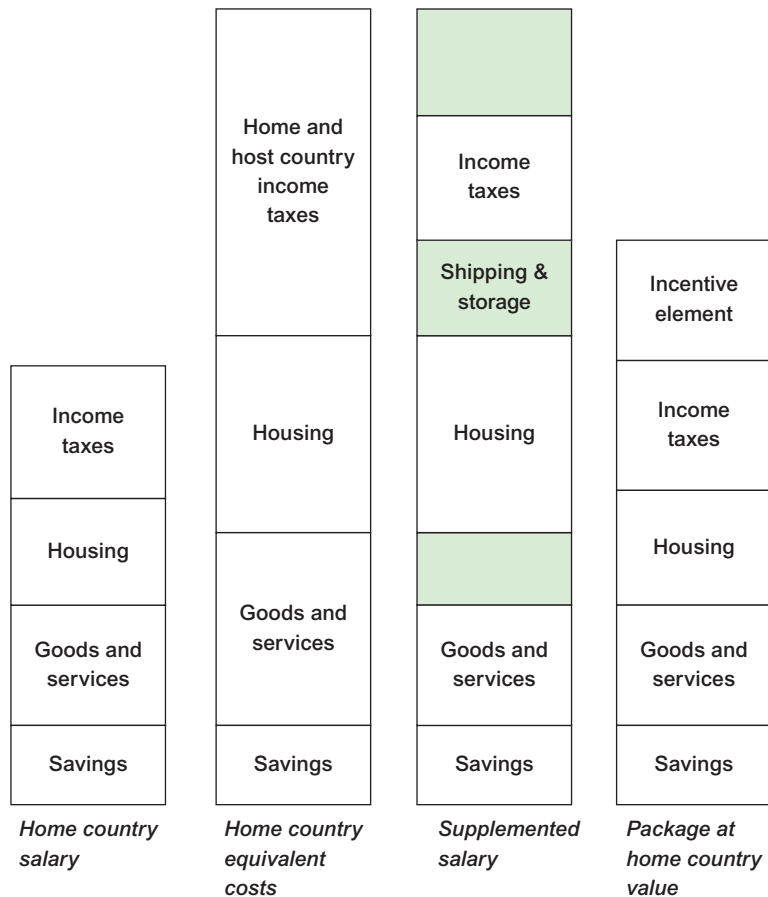 Income
taxes
Housing
Goods and
services
Savings
Home country
salary
Home and
host country
income
taxes
Housing
Goods and
services
Savings
Home country
equivalent
costs
Income
taxes
Shipping &
storage
Housing
Goods and
services
Savings
Supplemented
salary
Incentive
element
Income
taxes
Housing
Goods and
services
Savings
Package at
home country
value